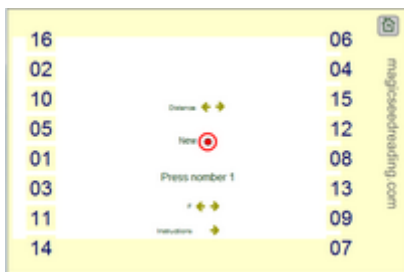 16 06
02 04
10 Distance 15
05 New 12
01 08
Press nomber 1
03 13
# 
11 09
Instructions
14 07
magicseedreading.com